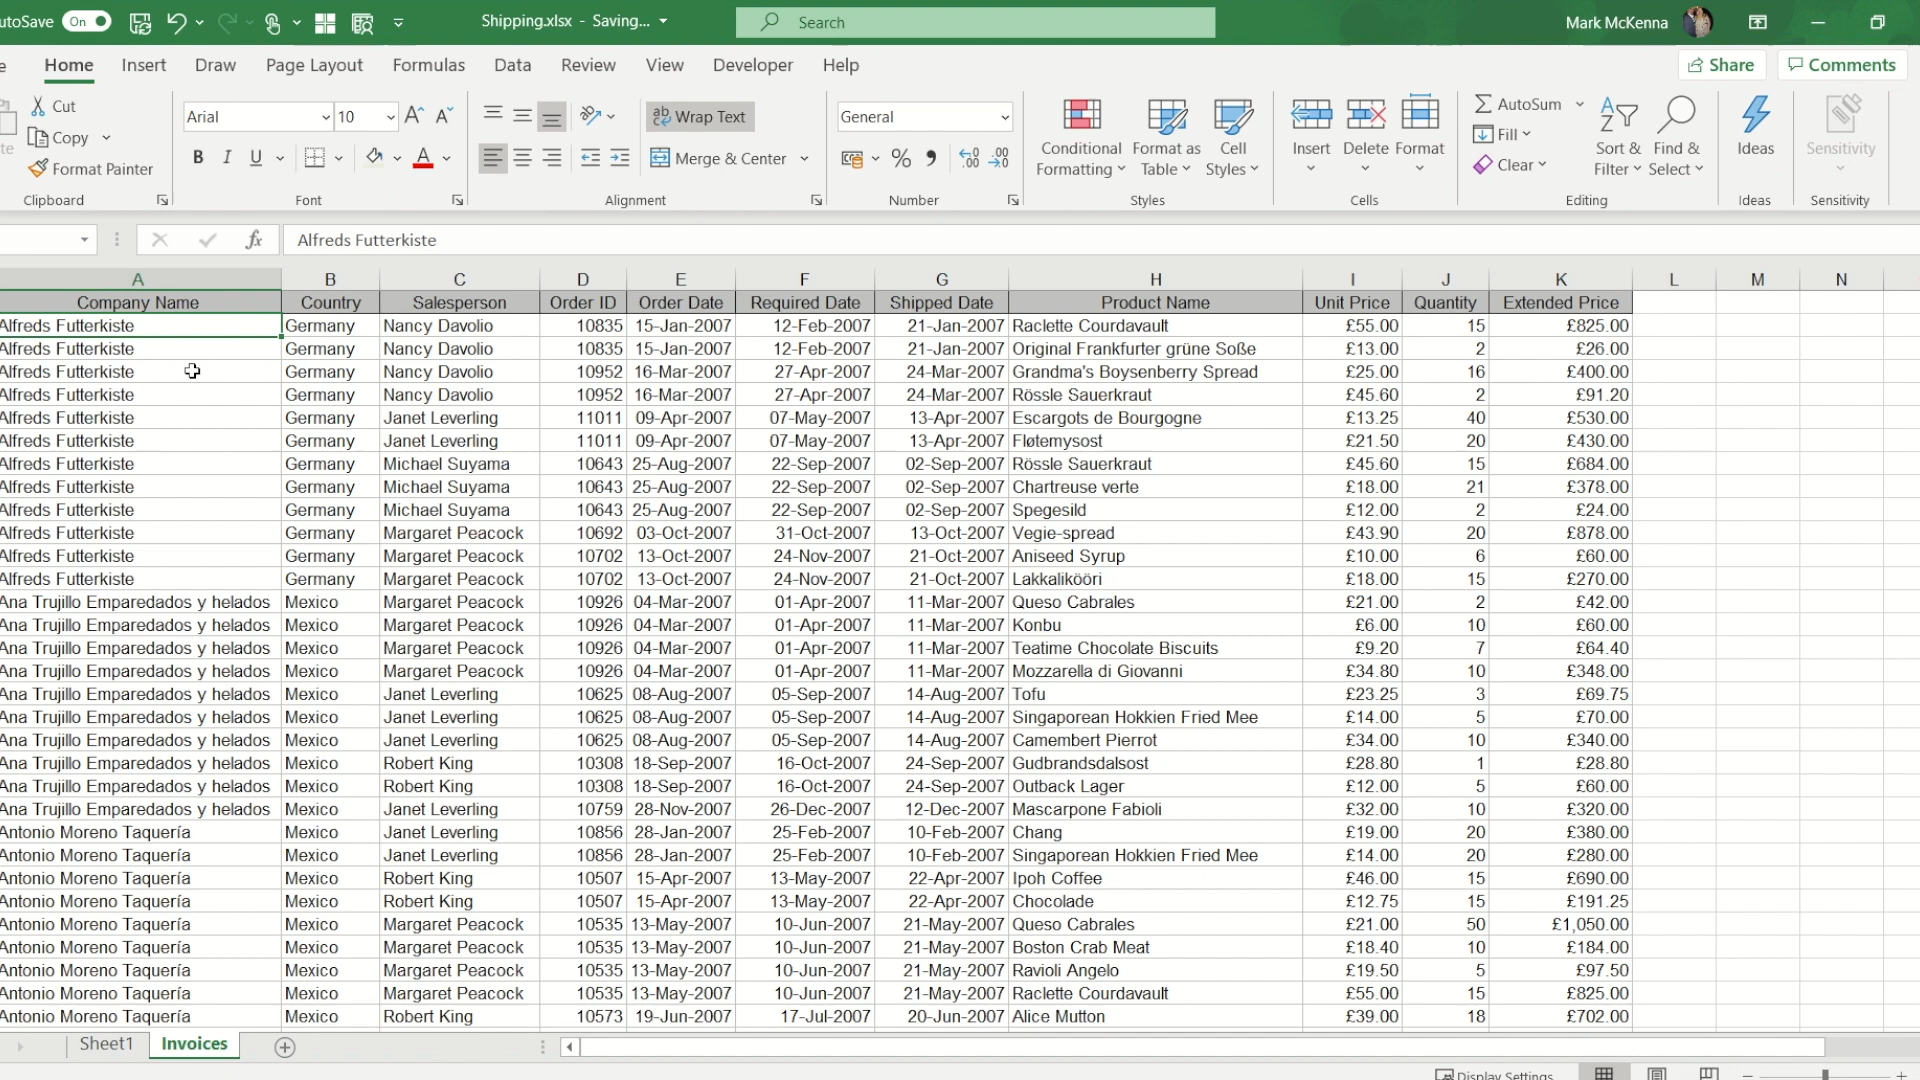 utoSave On Shipping.xlsx - Saving... Search Mark McKenna
Home Insert Draw Page Layout Formulas Data Review View Developer Help Share Comments
Cut
Copy
Format Painter
Clipboard
Arial 10
B I U A
Font
ab Wrap Text
Merge & Center
Alignment
General
% 
Number
Conditional Formatting
Format as Table
Cell Styles
Styles
Insert Delete Format
Cells
AutoSum
Fill
Clear
Sort & Filter
Find & Select
Editing
Ideas
Ideas
Sensitivity
Sensitivity
fx Alfreds Futterkiste
A B C D E F G H I J K L M N
Company Name Country Salesperson Order ID Order Date Required Date Shipped Date Product Name Unit Price Quantity Extended Price
Alfreds Futterkiste Germany Nancy Davolio 10835 15-Jan-2007 12-Feb-2007 21-Jan-2007 Raclette Courdavault £55.00 15 £825.00
Alfreds Futterkiste Germany Nancy Davolio 10835 15-Jan-2007 12-Feb-2007 21-Jan-2007 Original Frankfurter grüne Soße £13.00 2 £26.00
Alfreds Futterkiste Germany Nancy Davolio 10952 16-Mar-2007 27-Apr-2007 24-Mar-2007 Grandma's Boysenberry Spread £25.00 16 £400.00
Alfreds Futterkiste Germany Nancy Davolio 10952 16-Mar-2007 27-Apr-2007 24-Mar-2007 Rössle Sauerkraut £45.60 2 £91.20
Alfreds Futterkiste Germany Janet Leverling 11011 09-Apr-2007 07-May-2007 13-Apr-2007 Escargots de Bourgogne £13.25 40 £530.00
Alfreds Futterkiste Germany Janet Leverling 11011 09-Apr-2007 07-May-2007 13-Apr-2007 Fløtemysost £21.50 20 £430.00
Alfreds Futterkiste Germany Michael Suyama 10643 25-Aug-2007 22-Sep-2007 02-Sep-2007 Rössle Sauerkraut £45.60 15 £684.00
Alfreds Futterkiste Germany Michael Suyama 10643 25-Aug-2007 22-Sep-2007 02-Sep-2007 Chartreuse verte £18.00 21 £378.00
Alfreds Futterkiste Germany Michael Suyama 10643 25-Aug-2007 22-Sep-2007 02-Sep-2007 Spegesild £12.00 2 £24.00
Alfreds Futterkiste Germany Margaret Peacock 10692 03-Oct-2007 31-Oct-2007 13-Oct-2007 Vegie-spread £43.90 20 £878.00
Alfreds Futterkiste Germany Margaret Peacock 10702 13-Oct-2007 24-Nov-2007 21-Oct-2007 Aniseed Syrup £10.00 6 £60.00
Alfreds Futterkiste Germany Margaret Peacock 10702 13-Oct-2007 24-Nov-2007 21-Oct-2007 Lakkalikööri £18.00 15 £270.00
Ana Trujillo Emparedados y helados Mexico Margaret Peacock 10926 04-Mar-2007 01-Apr-2007 11-Mar-2007 Queso Cabrales £21.00 2 £42.00
Ana Trujillo Emparedados y helados Mexico Margaret Peacock 10926 04-Mar-2007 01-Apr-2007 11-Mar-2007 Konbu £6.00 10 £60.00
Ana Trujillo Emparedados y helados Mexico Margaret Peacock 10926 04-Mar-2007 01-Apr-2007 11-Mar-2007 Teatime Chocolate Biscuits £9.20 7 £64.40
Ana Trujillo Emparedados y helados Mexico Margaret Peacock 10926 04-Mar-2007 01-Apr-2007 11-Mar-2007 Mozzarella di Giovanni £34.80 10 £348.00
Ana Trujillo Emparedados y helados Mexico Janet Leverling 10625 08-Aug-2007 05-Sep-2007 14-Aug-2007 Tofu £23.25 3 £69.75
Ana Trujillo Emparedados y helados Mexico Janet Leverling 10625 08-Aug-2007 05-Sep-2007 14-Aug-2007 Singaporean Hokkien Fried Mee £14.00 5 £70.00
Ana Trujillo Emparedados y helados Mexico Janet Leverling 10625 08-Aug-2007 05-Sep-2007 14-Aug-2007 Camembert Pierrot £34.00 10 £340.00
Ana Trujillo Emparedados y helados Mexico Robert King 10308 18-Sep-2007 16-Oct-2007 24-Sep-2007 Gudbrandsdalsost £28.80 1 £28.80
Ana Trujillo Emparedados y helados Mexico Robert King 10308 18-Sep-2007 16-Oct-2007 24-Sep-2007 Outback Lager £12.00 5 £60.00
Ana Trujillo Emparedados y helados Mexico Janet Leverling 10759 28-Nov-2007 26-Dec-2007 12-Dec-2007 Mascarpone Fabioli £32.00 10 £320.00
Antonio Moreno Taquería Mexico Janet Leverling 10856 28-Jan-2007 25-Feb-2007 10-Feb-2007 Chang £19.00 20 £380.00
Antonio Moreno Taquería Mexico Janet Leverling 10856 28-Jan-2007 25-Feb-2007 10-Feb-2007 Singaporean Hokkien Fried Mee £14.00 20 £280.00
Antonio Moreno Taquería Mexico Robert King 10507 15-Apr-2007 13-May-2007 22-Apr-2007 Ipoh Coffee £46.00 15 £690.00
Antonio Moreno Taquería Mexico Robert King 10507 15-Apr-2007 13-May-2007 22-Apr-2007 Chocolade £12.75 15 £191.25
Antonio Moreno Taquería Mexico Margaret Peacock 10535 13-May-2007 10-Jun-2007 21-May-2007 Queso Cabrales £21.00 50 £1,050.00
Antonio Moreno Taquería Mexico Margaret Peacock 10535 13-May-2007 10-Jun-2007 21-May-2007 Boston Crab Meat £18.40 10 £184.00
Antonio Moreno Taquería Mexico Margaret Peacock 10535 13-May-2007 10-Jun-2007 21-May-2007 Ravioli Angelo £19.50 5 £97.50
Antonio Moreno Taquería Mexico Margaret Peacock 10535 13-May-2007 10-Jun-2007 21-May-2007 Raclette Courdavault £55.00 15 £825.00
Antonio Moreno Taquería Mexico Robert King 10573 19-Jun-2007 17-Jul-2007 20-Jun-2007 Alice Mutton £39.00 18 £702.00
Sheet1 Invoices
Display Settings